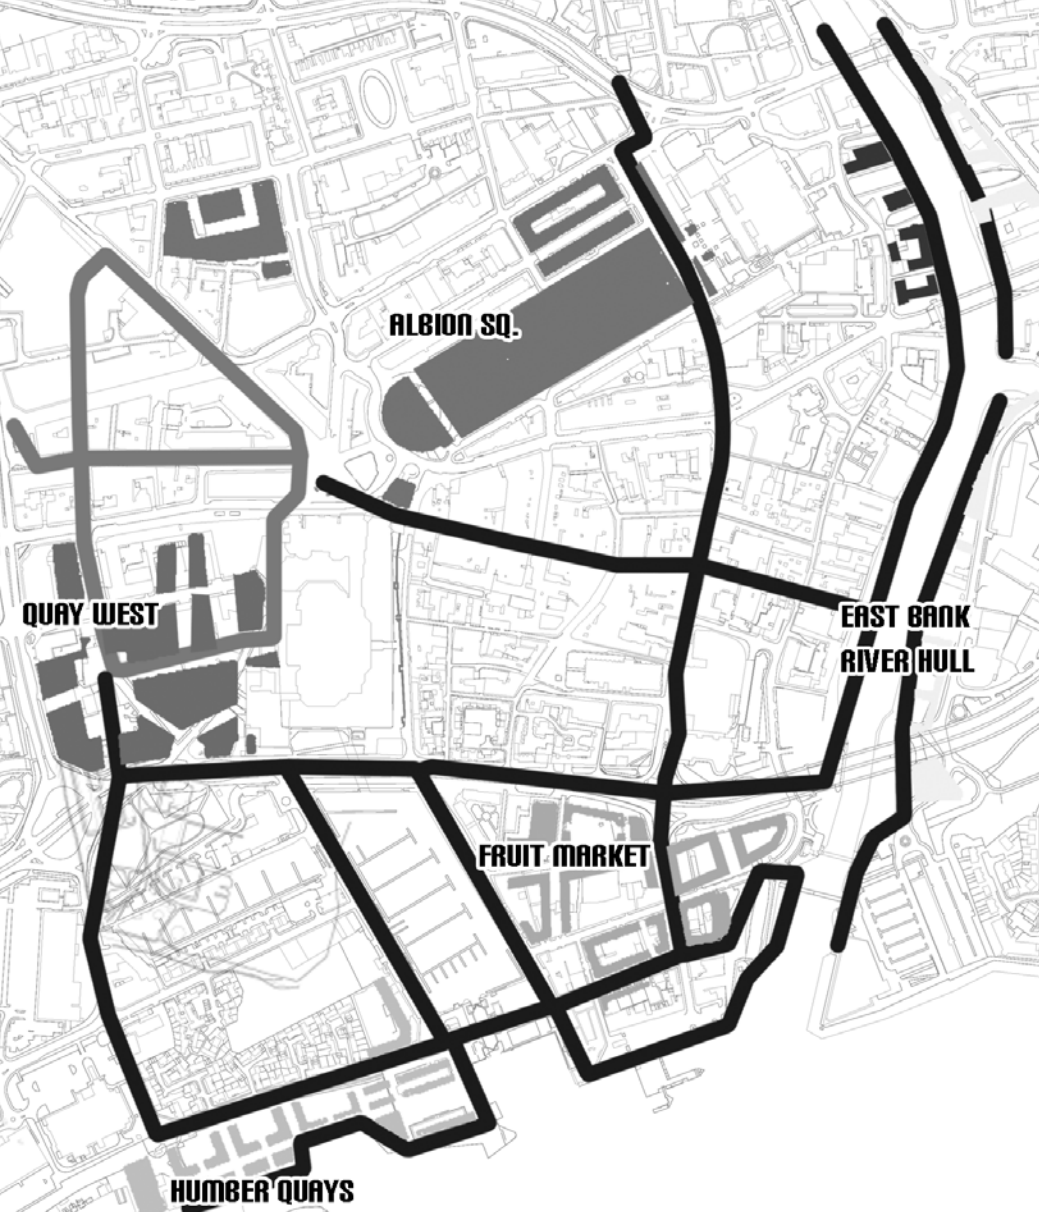 ALBION SQ.
QUAY WEST
EAST BANK
RIVER HULL
FRUIT MARKET
HUMBER QUAYS